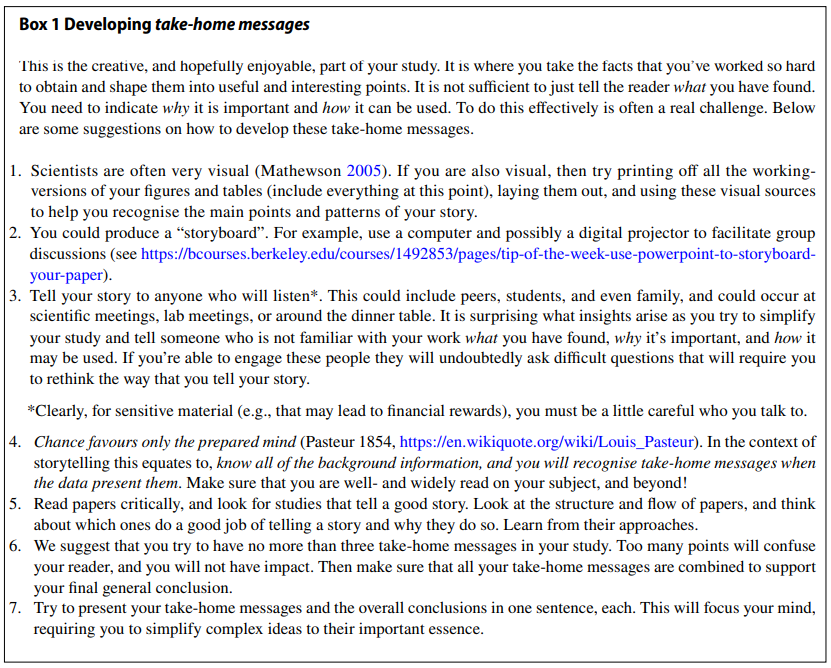 Box 1 Developing take-home messages
This is the creative, and hopefully enjoyable, part of your study. It is where you take the facts that you've worked so hard
to obtain and shape them into useful and interesting points. It is not sufficient to just tell the reader what you have found.
You need to indicate why it is important and how it can be used. To do this effectively is often a real challenge. Below
are some suggestions on how to develop these take-home messages.
1. Scientists are often very visual (Mathewson 2005). If you are also visual, then try printing off all the working-
versions of your figures and tables (include everything at this point), laying them out, and using these visual sources
to help you recognise the main points and patterns of your story.
2. You could produce a “storyboard”. For example, use a computer and possibly a digital projector to facilitate group
discussions (see https://bcourses.berkeley.edu/courses/1492853/pages/tip-of-the-week-use-powerpoint-to-storyboard-
your-paper).
3. Tell your story to anyone who will listen*. This could include peers, students, and even family, and could occur at
scientific meetings, lab meetings, or around the dinner table. It is surprising what insights arise as you try to simplify
your study and tell someone who is not familiar with your work what you have found, why it's important, and how it
may be used. If you're able to engage these people they will undoubtedly ask difficult questions that will require you
to rethink the way that you tell your story.
*Clearly, for sensitive material (e.g., that may lead to financial rewards), you must be a little careful who you talk to.
4. Chance favours only the prepared mind (Pasteur 1854, https://en.wikiquote.org/wiki/Louis_Pasteur). In the context of
storytelling this equates to, know all of the background information, and you will recognise take-home messages when
the data present them. Make sure that you are well- and widely read on your subject, and beyond!
5. Read papers critically, and look for studies that tell a good story. Look at the structure and flow of papers, and think
about which ones do a good job of telling a story and why they do so. Learn from their approaches.
6. We suggest that you try to have no more than three take-home messages in your study. Too many points will confuse
your reader, and you will not have impact. Then make sure that all your take-home messages are combined to support
your final general conclusion.
7. Try to present your take-home messages and the overall conclusions in one sentence, each. This will focus your mind,
requiring you to simplify complex ideas to their important essence.